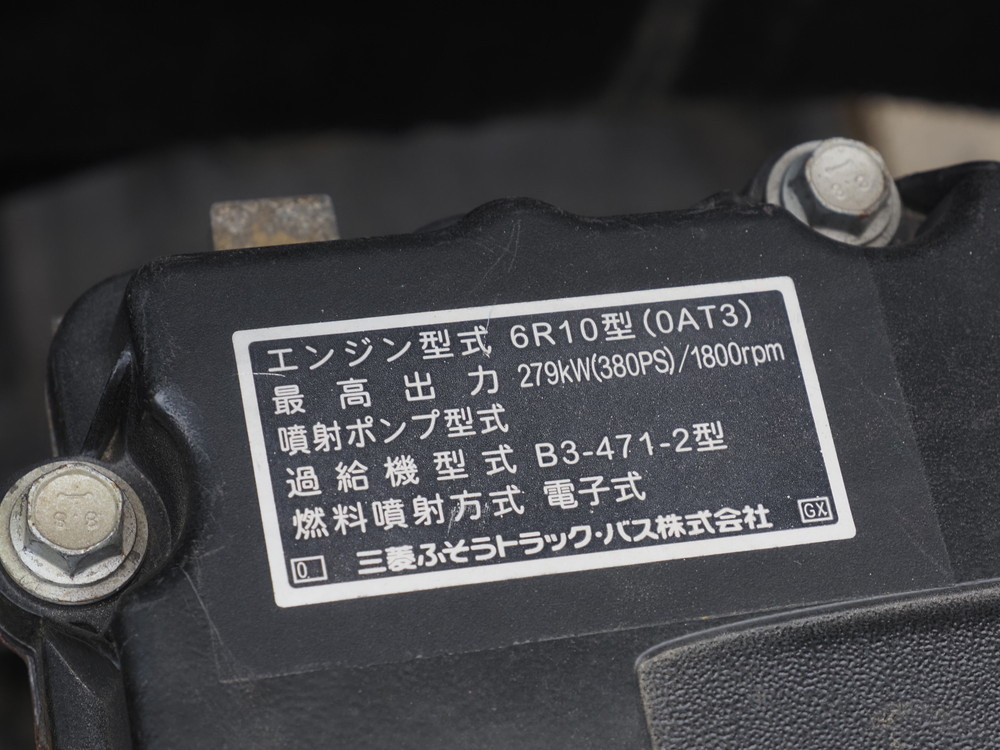 エンジン型式 6R10型(0AT3)
最高出力 279kW(380PS)/1800rpm
噴射ポンプ型式
過給機型式 B3-471-2型
燃料噴射方式 電子式
0 三菱ふそうトラック・バス株式会社 GX